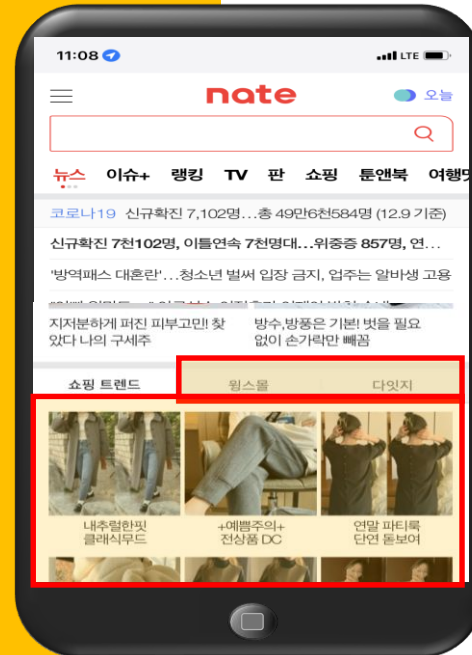 11:08
LTE
nate
오늘
뉴스 이슈+ 랭킹 TV 판 쇼핑 툰앤북 여행맛
코로나19 신규확진 7,102명…총 49만6천584명 (12.9 기준)
신규확진 7천102명, 이틀연속 7천명대…위중증 857명, 연…
'방역패스 대혼란'…청소년 벌써 입장 금지, 업주는 알바생 고용
지저분하게 퍼진 피부고민! 찾
았다 나의 구세주
방수,방풍은 기본! 벗을 필요
없이 손가락만 빼꼼
쇼핑 트렌드 윙스몰 다잇지
내추럴한핏
클래식무드
+예쁨주의+
전상품 DC
연말 파티룩
단연 돋보여